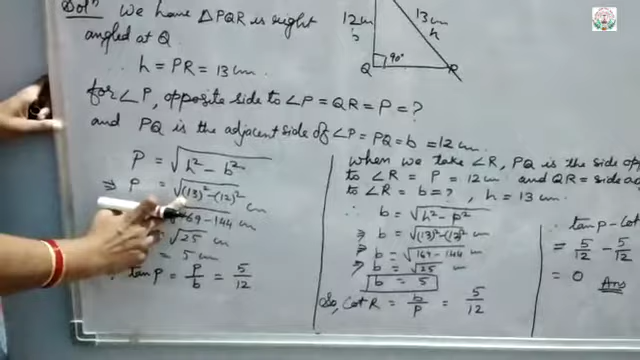 Solⁿ We have △PQR is right
angled at Q
∴ h = PR = 13 cm
for ∠P, opposite side to ∠P = QR = P = ?
and PQ is the adjacent side of ∠P = PQ = b = 12 cm.
P = √h² - b²
⇒ P = √(13)² - (12)² cm
√169 - 144 cm
= √25 cm
= 5 cm
∴ tan P = P/b = 5/12
12 cm
b
13 cm
h
90°
Q
R
when we take ∠R, PQ is the side opp
to ∠R = P = 12 cm and QR = side ad
to ∠R = b = ?, h = 13 cm.
∴ b = √h² - P²
⇒ b = √(13)² - (12)² cm
⇒ b = √169 - 144 cm
⇒ b = √25 cm
b = 5
So, Cot R = b/P = 5/12
∴ tan P - Cot
= 5/12 - 5/12
= 0 Ans